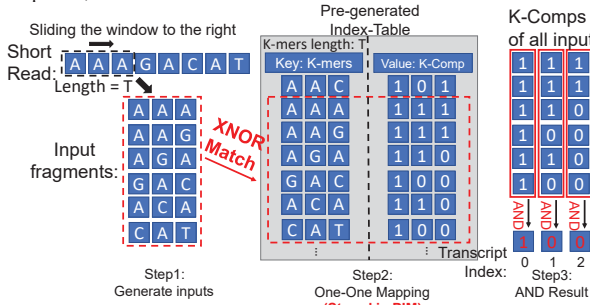 Sliding the window to the right
Short
Read:
A A A G A C A T
Length = T
Input
fragments:
A A A
A A G
A G A
G A C
A C A
C A T
Step1:
Generate inputs
XNOR
Match
Pre-generated
Index-Table
K-mers length: T
Key: K-mers Value: K-Comp
A A C 1 0 1
A A A 1 1 1
A A G 1 1 1
A G A 1 1 0
G A C 1 0 0
A C A 1 1 0
C A T 1 0 0
Step2:
One-One Mapping
K-Comps
of all input
1 1 1
1 1 1
1 1 0
1 0 0
1 1 0
1 0 0
AND AND AND
1 0 0
Transcript
Index:
0 1 2
Step3:
AND Result